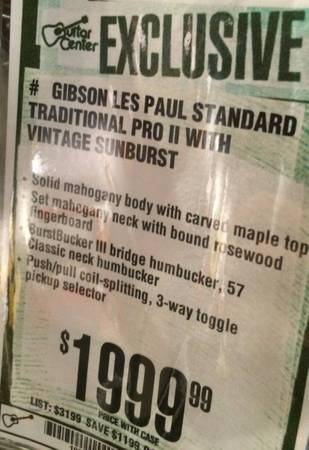 Guitar
Center
EXCLUSIVE
# GIBSON LES PAUL STANDARD
TRADITIONAL PRO II WITH
VINTAGE SUNBURST
· Solid mahogany body with carved maple top
· Set mahogany neck with bound rosewood
fingerboard
· BurstBucker III bridge humbucker, 57
Classic neck humbucker
· Push/pull coil-splitting, 3-way toggle
pickup selector
$1999.99
PRICE WITH CASE
LIST: $3199 SAVE $1199